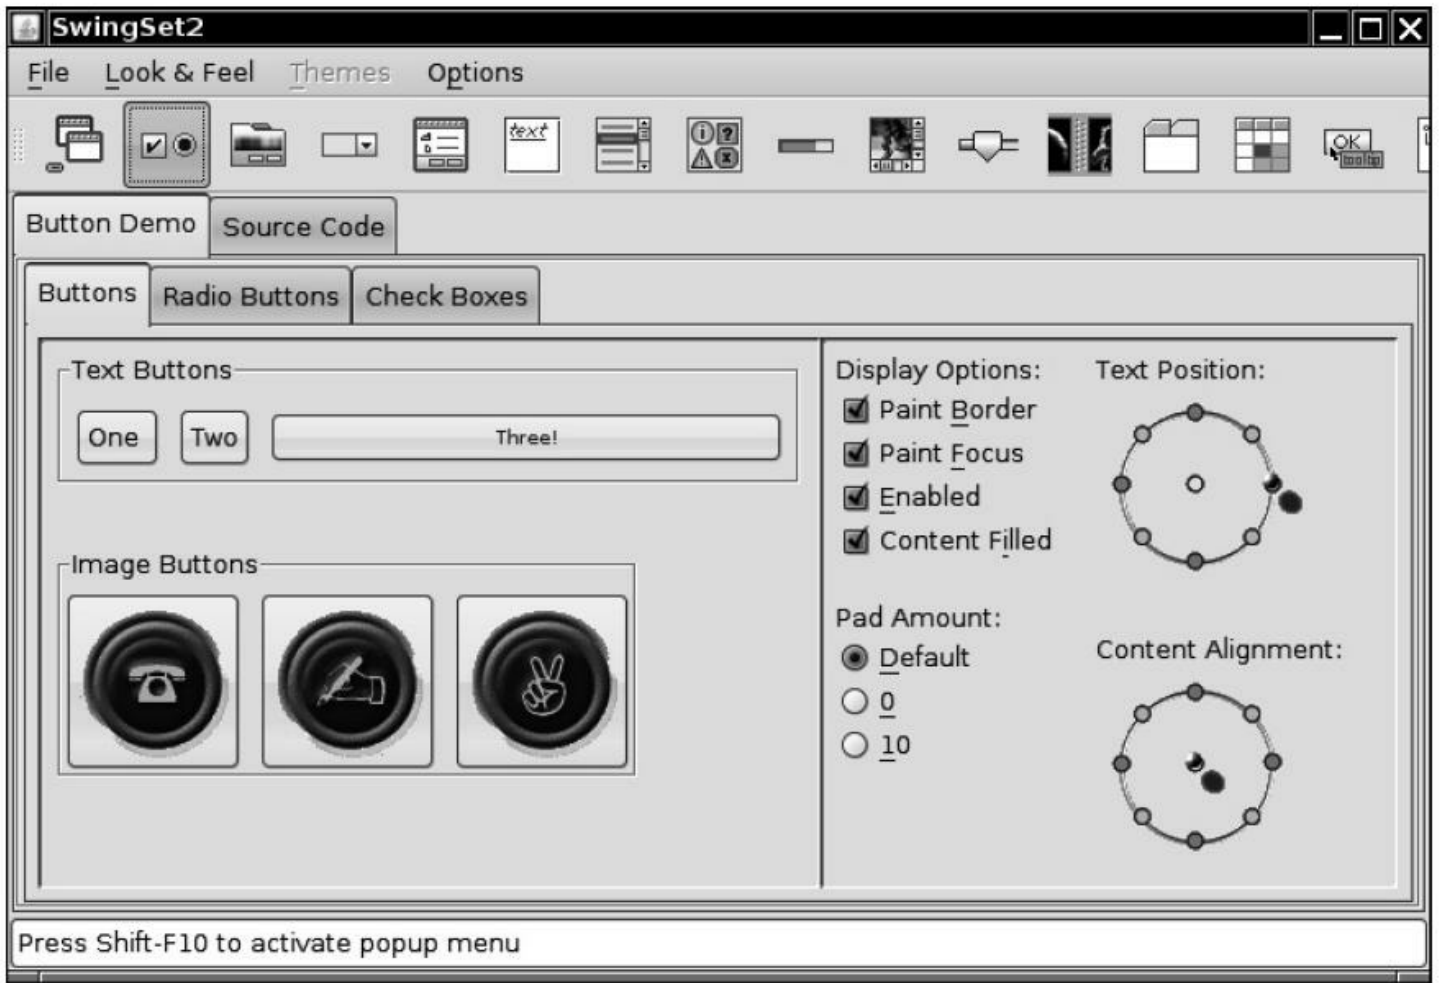 SwingSet2
File Look & Feel Themes Options
text
OK
tool tip
Button Demo Source Code
Buttons Radio Buttons Check Boxes
Text Buttons
One Two Three!
Image Buttons
Display Options:
Paint Border
Paint Focus
Enabled
Content Filled
Pad Amount:
Default
0
10
Text Position:
Content Alignment:
Press Shift-F10 to activate popup menu